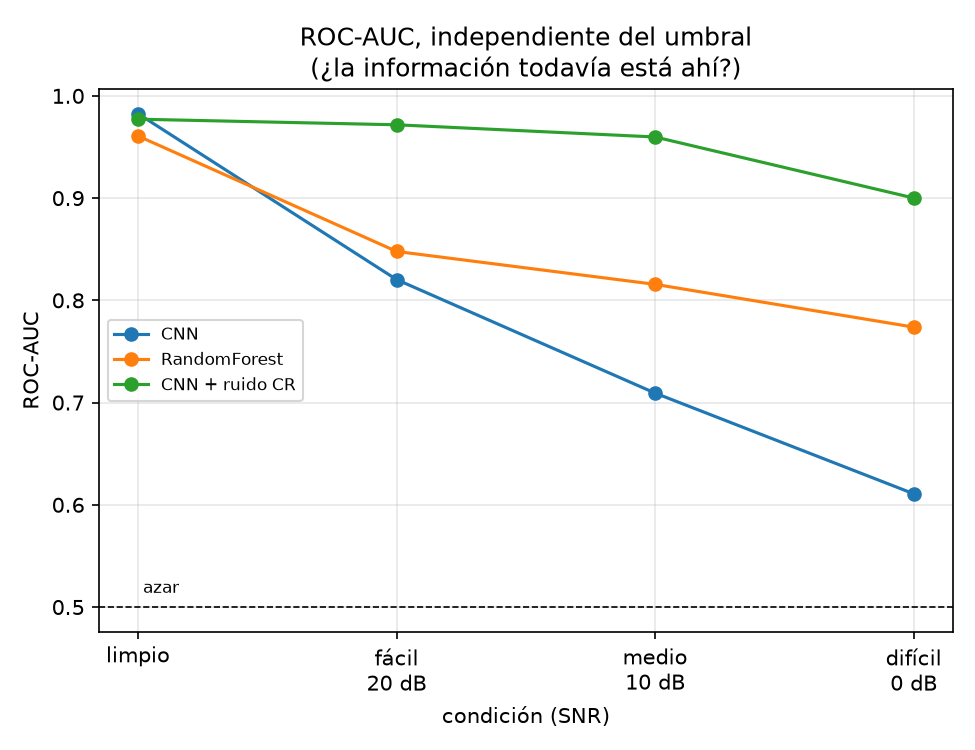 ROC-AUC, independiente del umbral
(¿la información todavía está ahí?)
ROC-AUC
1.0
0.9
0.8
0.7
0.6
0.5
CNN
RandomForest
CNN + ruido CR
azar
limpio
fácil
20 dB
medio
10 dB
difícil
0 dB
condición (SNR)